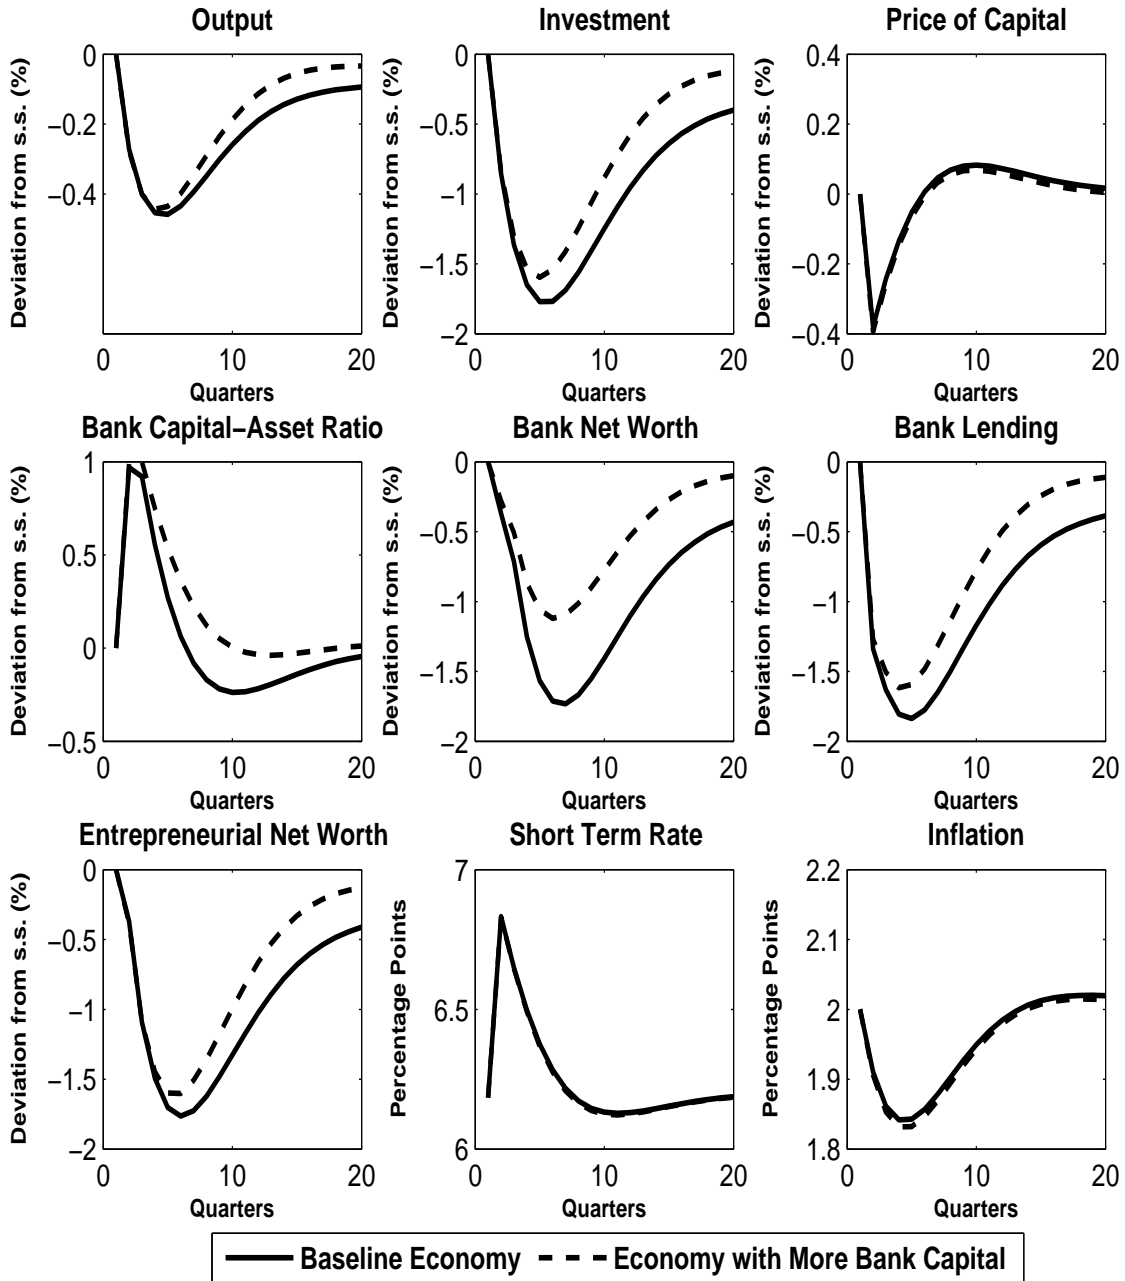 Output
Deviation from s.s. (%)
0
−0.2
−0.4
0
10
20
Quarters
Investment
Deviation from s.s. (%)
0
−0.5
−1
−1.5
−2
0
10
20
Quarters
Price of Capital
Deviation from s.s. (%)
0.4
0.2
0
−0.2
−0.4
0
10
20
Quarters
Bank Capital−Asset Ratio
Deviation from s.s. (%)
1
0.5
0
−0.5
0
10
20
Quarters
Bank Net Worth
Deviation from s.s. (%)
0
−0.5
−1
−1.5
−2
0
10
20
Quarters
Bank Lending
Deviation from s.s. (%)
0
−0.5
−1
−1.5
−2
0
10
20
Quarters
Entrepreneurial Net Worth
Deviation from s.s. (%)
0
−0.5
−1
−1.5
−2
0
10
20
Quarters
Short Term Rate
Percentage Points
7
6.5
6
0
10
20
Quarters
Inflation
Percentage Points
2.2
2.1
2
1.9
1.8
0
10
20
Quarters
Baseline Economy
Economy with More Bank Capital